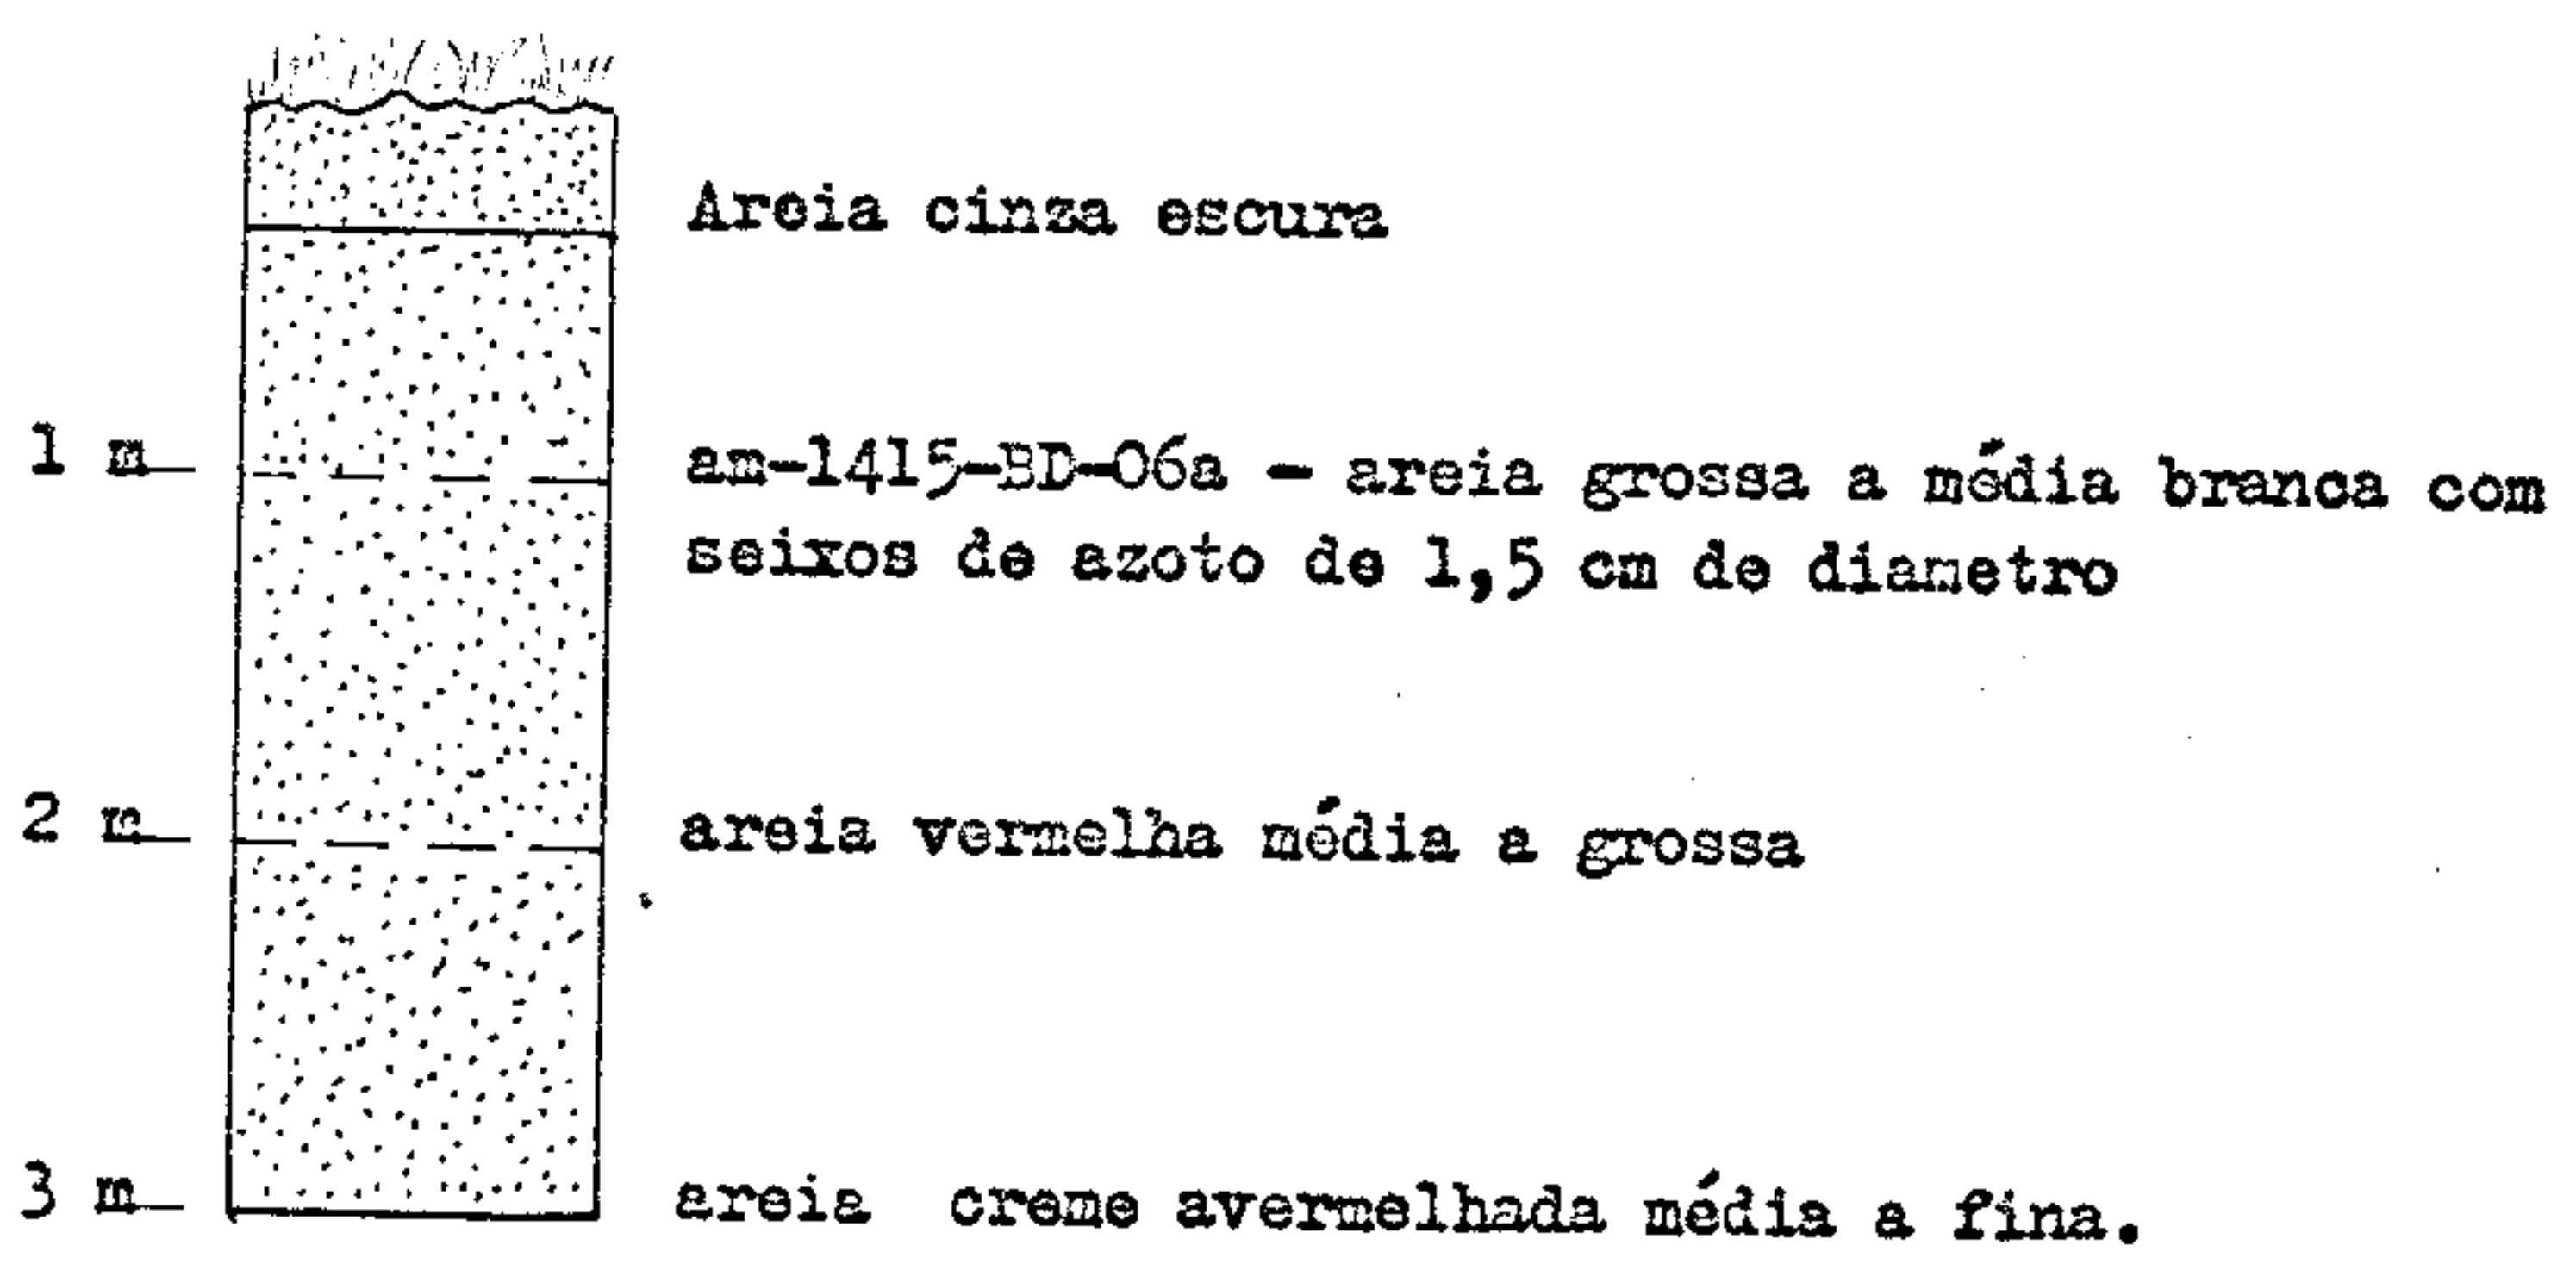 Areia cinza escura
1 m
am-1415-BD-06a - areia grossa a média branca com
seixos de azoto de 1,5 cm de diametro
2 m
areia vermelha média a grossa
3 m
areia creme avermelhada média a fina.